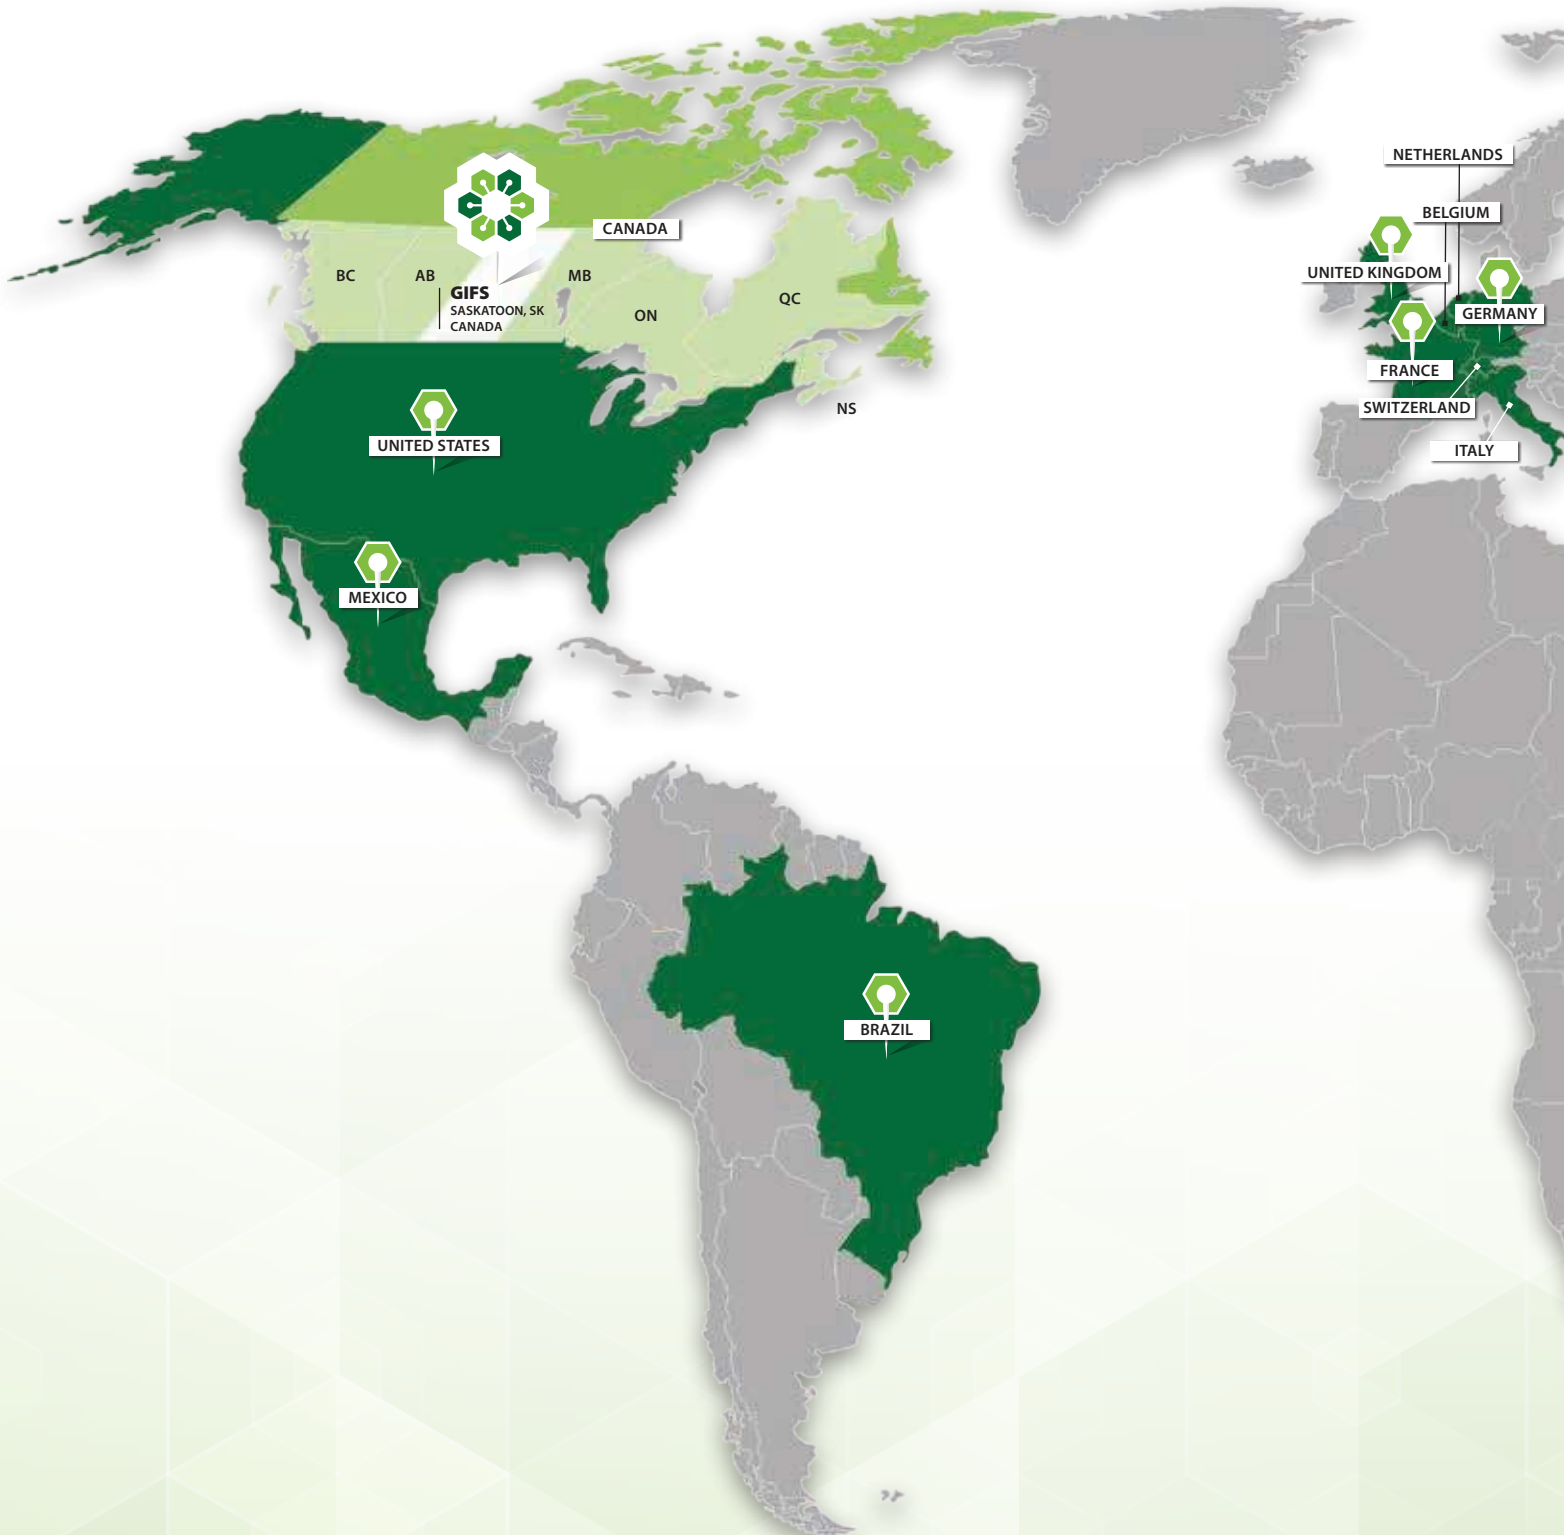 NETHERLANDS
BELGIUM
CANADA
UNITED KINGDOM
BC
AB
MB
GIFS
SASKATOON, SK
CANADA
ON
QC
GERMANY
FRANCE
SWITZERLAND
NS
UNITED STATES
ITALY
MEXICO
BRAZIL